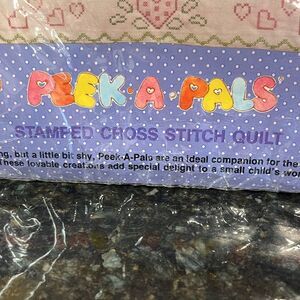 PEEK·A·PALS
STAMPED CROSS STITCH QUILT
ng, but a little bit shy, Peek-A-Pals are an ideal companion for the
These lovable creations add special delight to a small child's wor